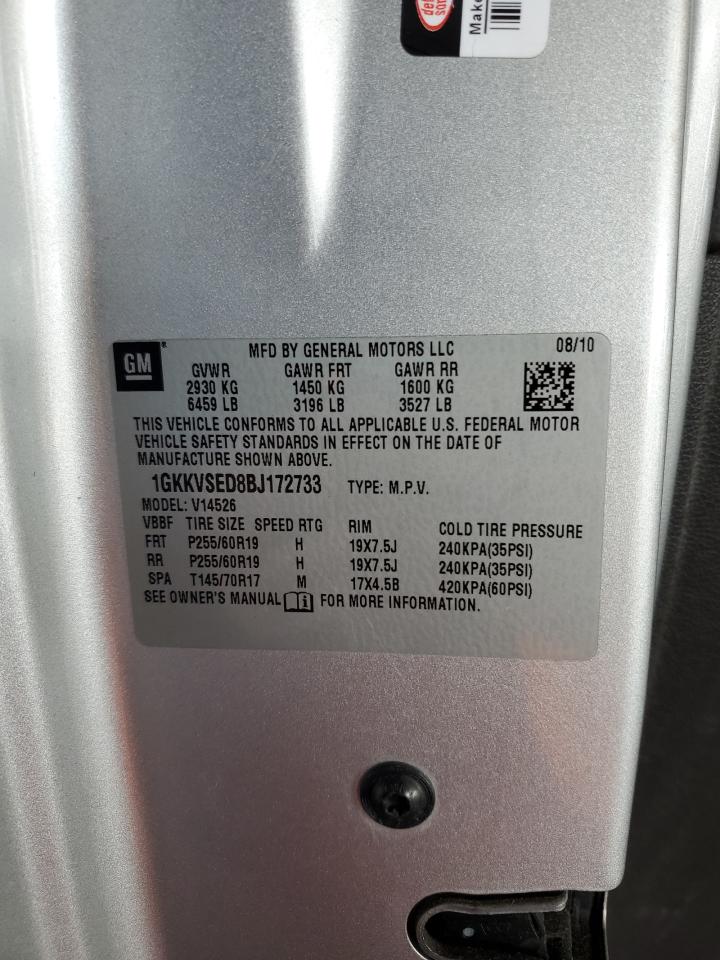 Make
GM
MFD BY GENERAL MOTORS LLC 08/10
GVWR GAWR FRT GAWR RR
2930 KG 1450 KG 1600 KG
6459 LB 3196 LB 3527 LB
THIS VEHICLE CONFORMS TO ALL APPLICABLE U.S. FEDERAL MOTOR
VEHICLE SAFETY STANDARDS IN EFFECT ON THE DATE OF
MANUFACTURE SHOWN ABOVE.
1GKKVSED8BJ172733 TYPE: M.P.V.
MODEL: V14526
VBBF TIRE SIZE SPEED RTG RIM COLD TIRE PRESSURE
FRT P255/60R19 H 19X7.5J 240KPA(35PSI)
RR P255/60R19 H 19X7.5J 240KPA(35PSI)
SPA T145/70R17 M 17X4.5B 420KPA(60PSI)
SEE OWNER'S MANUAL FOR MORE INFORMATION.